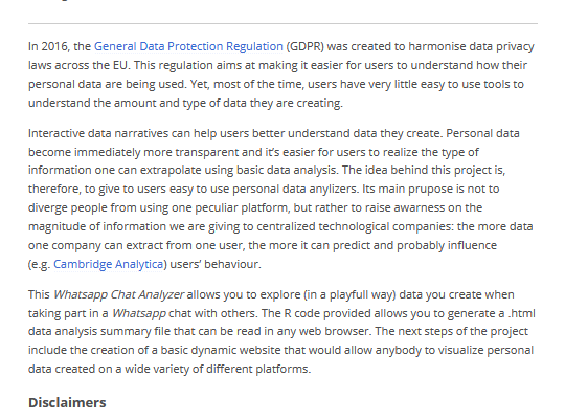 In 2016, the General Data Protection Regulation (GDPR) was created to harmonise data privacy
laws across the EU. This regulation aims at making it easier for users to understand how their
personal data are being used. Yet, most of the time, users have very little easy to use tools to
understand the amount and type of data they are creating.
Interactive data narratives can help users better understand data they create. Personal data
become immediately more transparent and it's easier for users to realize the type of
information one can extrapolate using basic data analysis. The idea behind this project is,
therefore, to give to users easy to use personal data anylizers. Its main prupose is not to
diverge people from using one peculiar platform, but rather to raise awarness on the
magnitude of information we are giving to centralized technological companies: the more data
one company can extract from one user, the more it can predict and probably influence
(e.g. Cambridge Analytica) users' behaviour.
This Whatsapp Chat Analyzer allows you to explore (in a playfull way) data you create when
taking part in a Whatsapp chat with others. The R code provided allows you to generate a .html
data analysis summary file that can be read in any web browser. The next steps of the project
include the creation of a basic dynamic website that would allow anybody to visualize personal
data created on a wide variety of different platforms.
Disclaimers